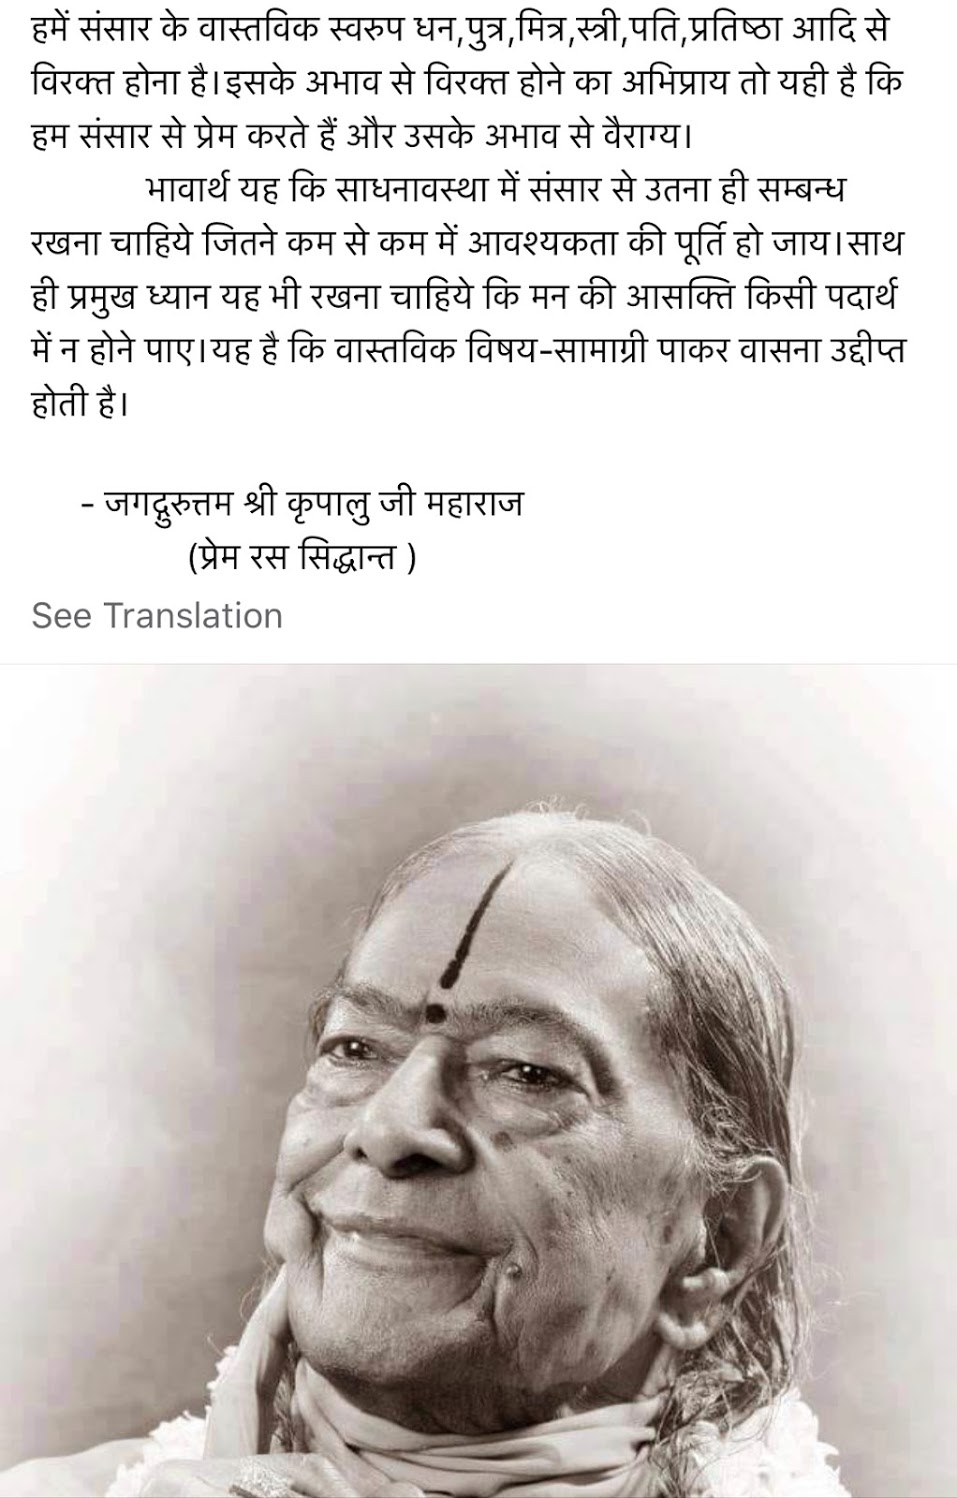 हमें संसार के वास्तविक स्वरुप धन,पुत्र,मित्र,स्त्री,पति,प्रतिष्ठा आदि से
विरक्त होना है।इसके अभाव से विरक्त होने का अभिप्राय तो यही है कि
हम संसार से प्रेम करते हैं और उसके अभाव से वैराग्य।
भावार्थ यह कि साधनावस्था में संसार से उतना ही सम्बन्ध
रखना चाहिये जितने कम से कम में आवश्यकता की पूर्ति हो जाय।साथ
ही प्रमुख ध्यान यह भी रखना चाहिये कि मन की आसक्ति किसी पदार्थ
में न होने पाए।यह है कि वास्तविक विषय-सामाग्री पाकर वासना उद्दीप्त
होती है।
- जगद्गुरुत्तम श्री कृपालु जी महाराज
(प्रेम रस सिद्धान्त )
See Translation